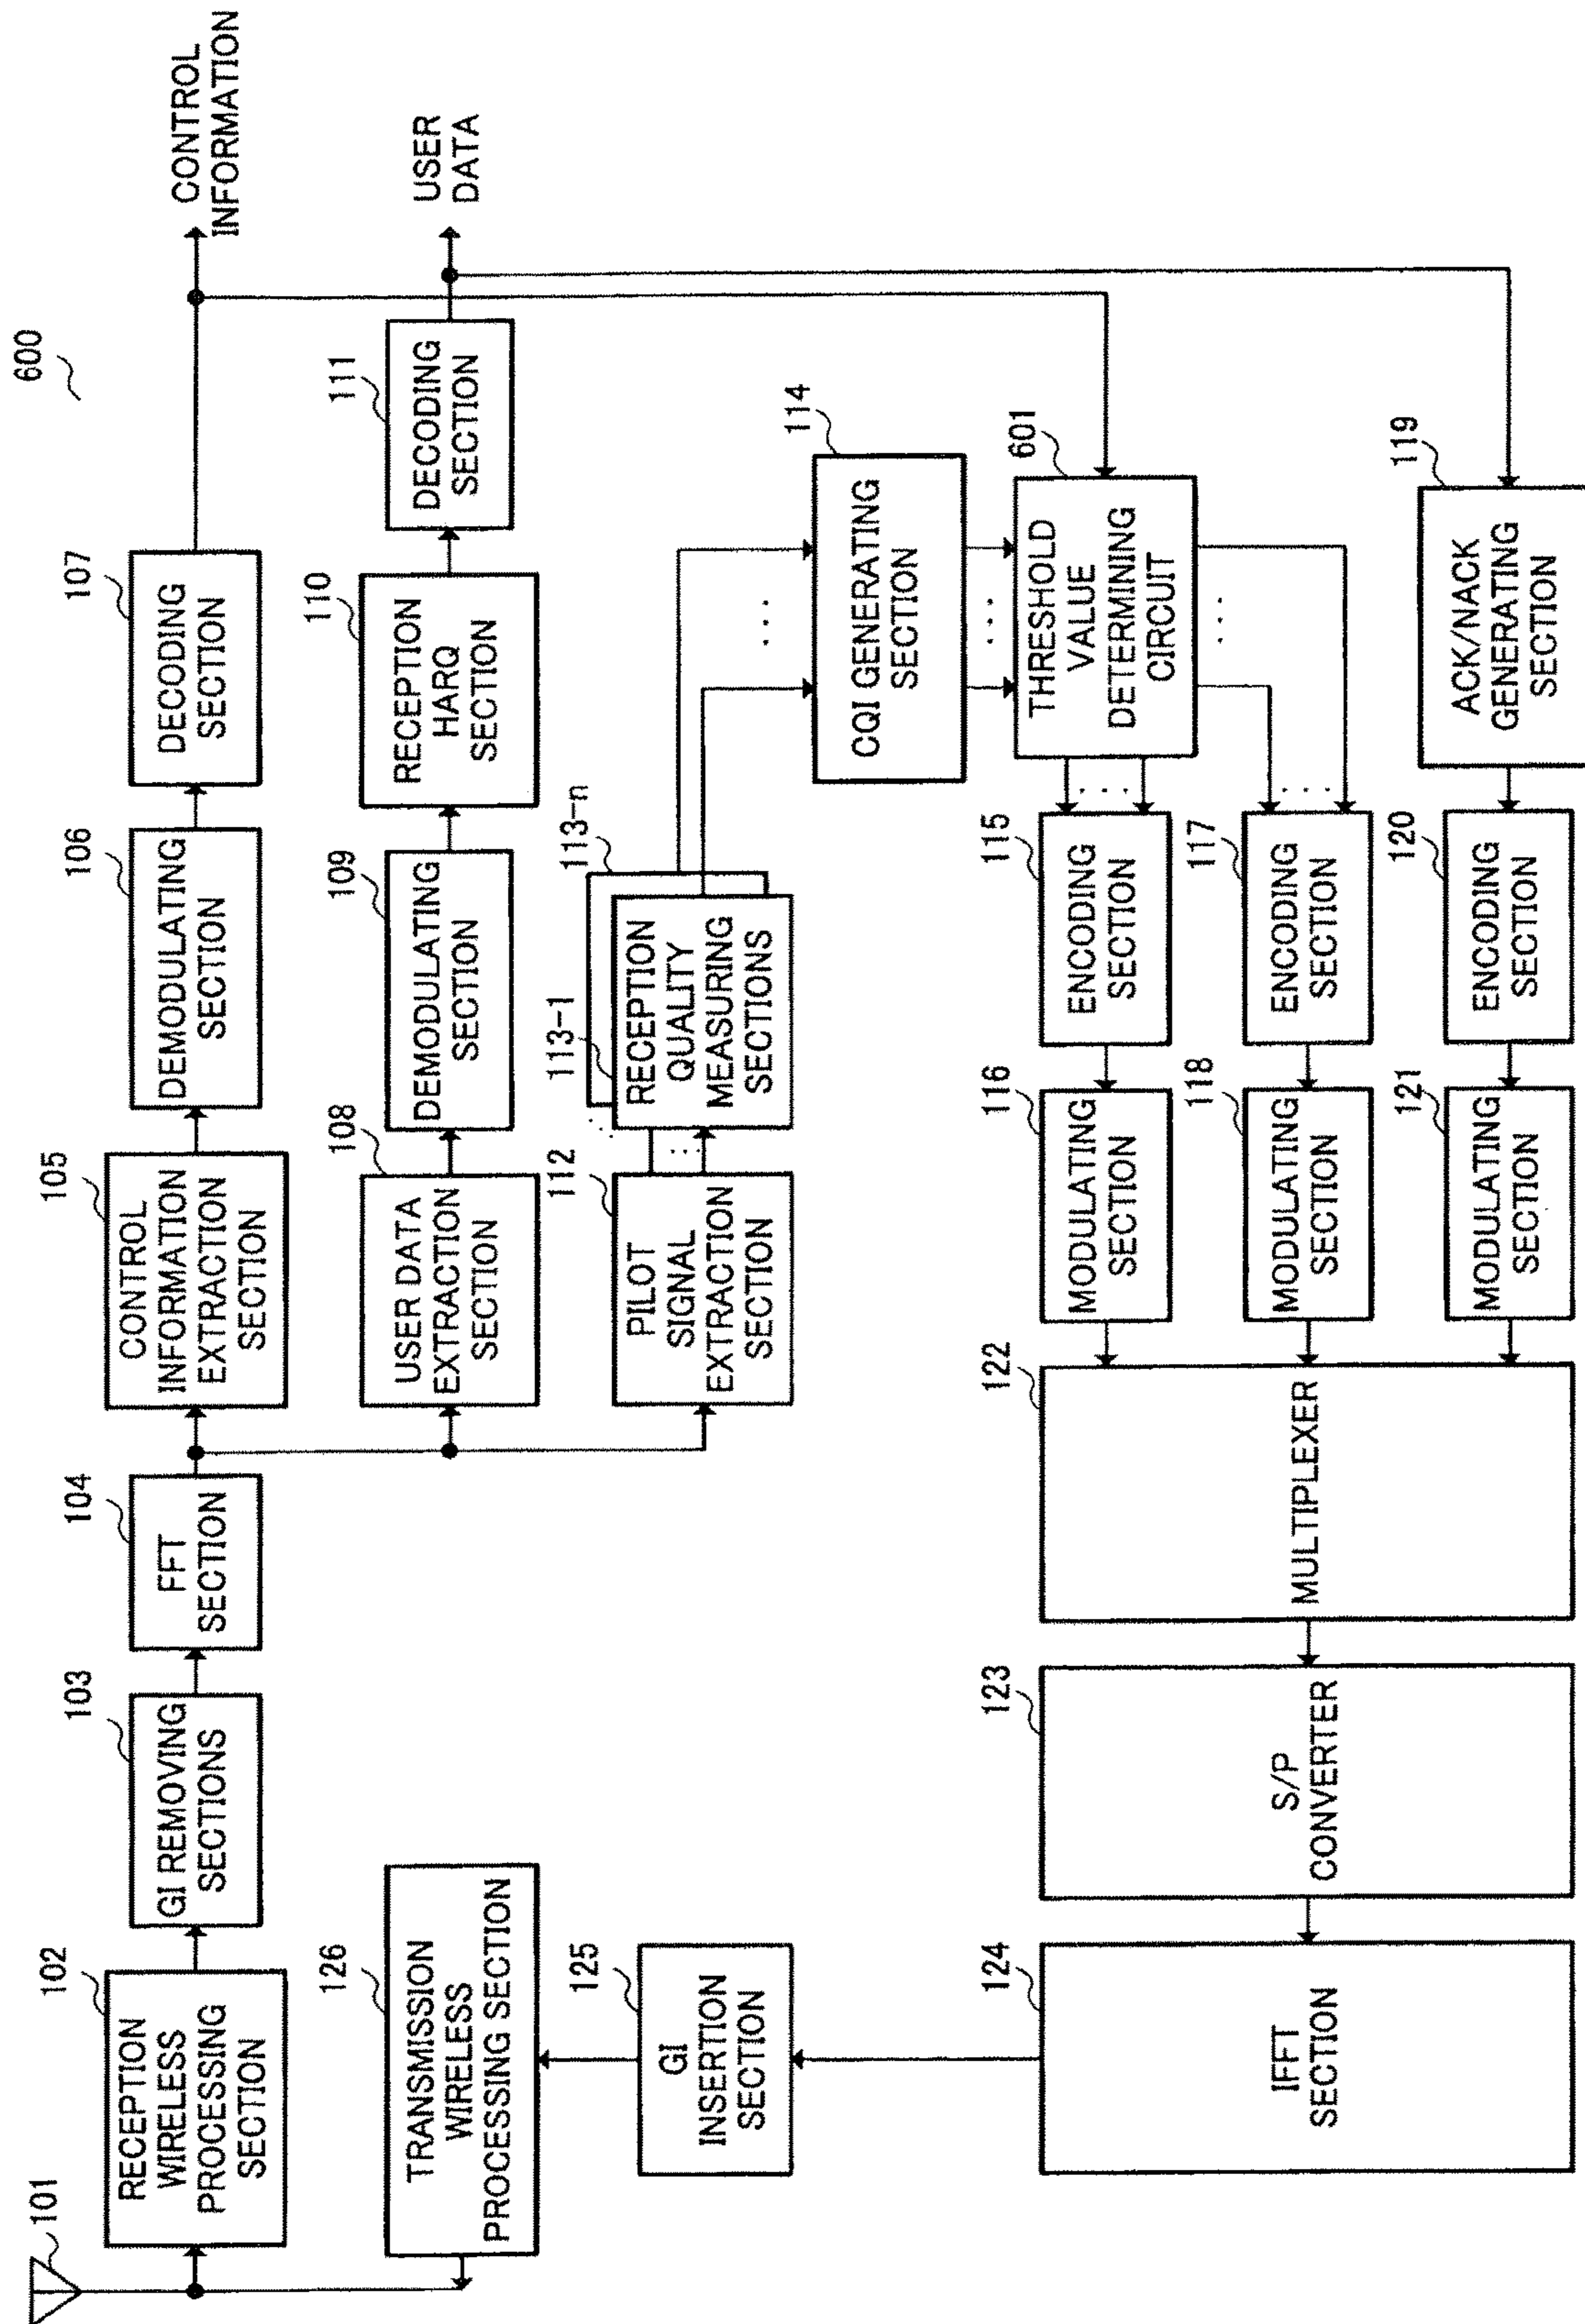 600
101
102
RECEPTION
WIRELESS
PROCESSING
SECTION
103
GI REMOVING
SECTIONS
104
FFT
SECTION
105
CONTROL
INFORMATION
EXTRACTION
SECTION
106
DEMODULATING
SECTION
107
DECODING
SECTION
CONTROL
INFORMATION
108
USER DATA
EXTRACTION
SECTION
109
DEMODULATING
SECTION
110
RECEPTION
HARQ
SECTION
111
DECODING
SECTION
USER
DATA
112
PILOT
SIGNAL
EXTRACTION
SECTION
113-1
113-n
RECEPTION
QUALITY
MEASURING
SECTIONS
114
CQI GENERATING
SECTION
601
THRESHOLD
VALUE
DETERMINING
CIRCUIT
126
TRANSMISSION
WIRELESS
PROCESSING SECTION
125
GI
INSERTION
SECTION
124
IFFT
SECTION
123
S/P
CONVERTER
122
MULTIPLEXER
116
MODULATING
SECTION
115
ENCODING
SECTION
118
MODULATING
SECTION
117
ENCODING
SECTION
121
MODULATING
SECTION
120
ENCODING
SECTION
119
ACK/NACK
GENERATING
SECTION